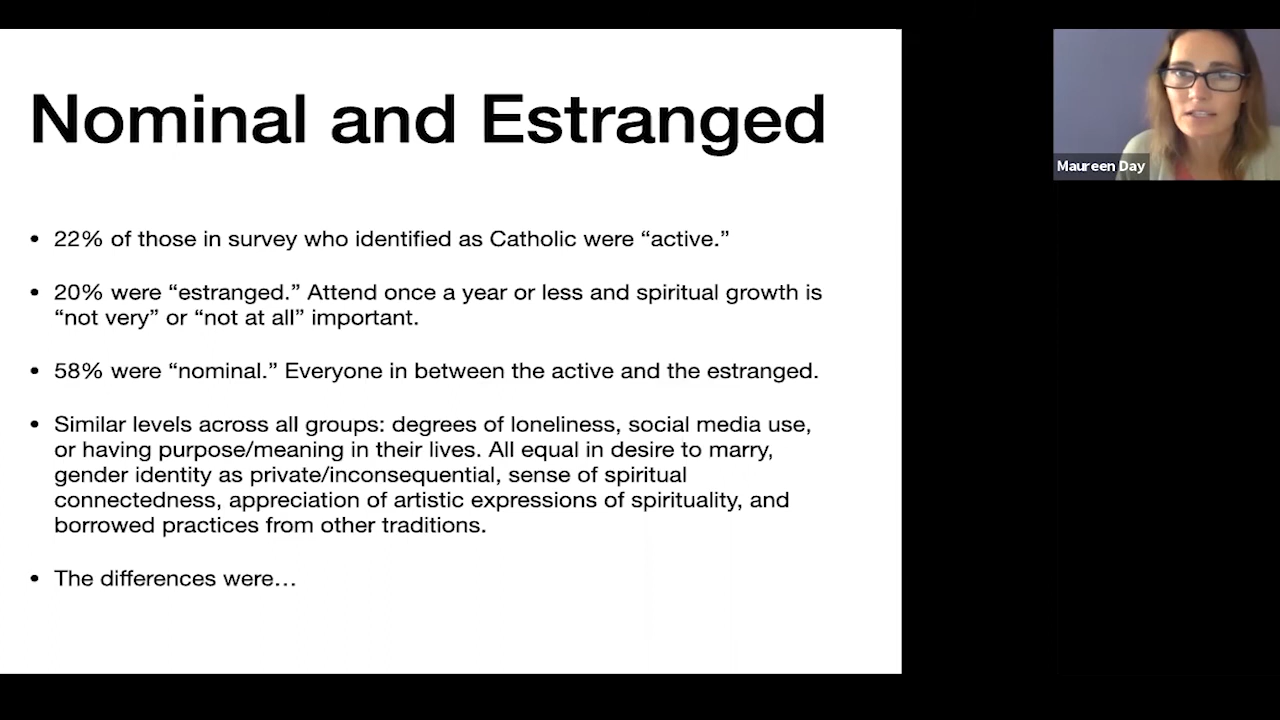 Nominal and Estranged
• 22% of those in survey who identified as Catholic were “active.”
• 20% were “estranged.” Attend once a year or less and spiritual growth is
“not very” or “not at all” important.
• 58% were “nominal.” Everyone in between the active and the estranged.
• Similar levels across all groups: degrees of loneliness, social media use,
or having purpose/meaning in their lives. All equal in desire to marry,
gender identity as private/inconsequential, sense of spiritual
connectedness, appreciation of artistic expressions of spirituality, and
borrowed practices from other traditions.
• The differences were…
Maureen Day